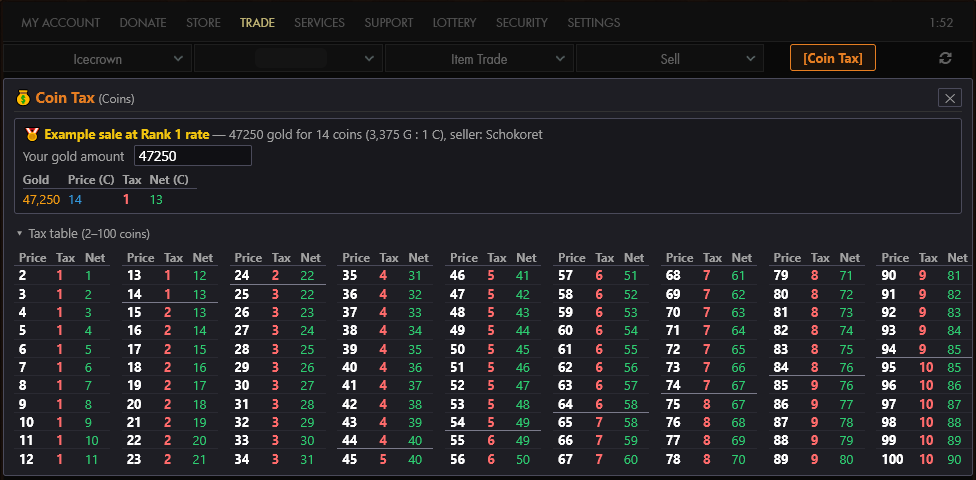 MY ACCOUNT DONATE STORE TRADE SERVICES SUPPORT LOTTERY SECURITY SETTINGS 1:52
Icecrown Item Trade Sell [Coin Tax]
Coin Tax (Coins)
Example sale at Rank 1 rate — 47250 gold for 14 coins (3,375 G : 1 C), seller: Schokoret
Your gold amount 47250
Gold Price (C) Tax Net (C)
47,250 14 1 13
Tax table (2–100 coins)
Price Tax Net Price Tax Net Price Tax Net Price Tax Net Price Tax Net Price Tax Net Price Tax Net Price Tax Net Price Tax Net
2 1 1 13 1 12 24 2 22 35 4 31 46 5 41 57 6 51 68 7 61 79 8 71 90 9 81
3 1 2 14 1 13 25 3 22 36 4 32 47 5 42 58 6 52 69 7 62 80 8 72 91 9 82
4 1 3 15 2 13 26 3 23 37 4 33 48 5 43 59 6 53 70 7 63 81 8 73 92 9 83
5 1 4 16 2 14 27 3 24 38 4 34 49 5 44 60 6 54 71 7 64 82 8 74 93 9 84
6 1 5 17 2 15 28 3 25 39 4 35 50 5 45 61 6 55 72 7 65 83 8 75 94 9 85
7 1 6 18 2 16 29 3 26 40 4 36 51 5 46 62 6 56 73 7 66 84 8 76 95 10 85
8 1 7 19 2 17 30 3 27 41 4 37 52 5 47 63 6 57 74 7 67 85 9 76 96 10 86
9 1 8 20 2 18 31 3 28 42 4 38 53 5 48 64 6 58 75 8 67 86 9 77 97 10 87
10 1 9 21 2 19 32 3 29 43 4 39 54 5 49 65 7 58 76 8 68 87 9 78 98 10 88
11 1 10 22 2 20 33 3 30 44 4 40 55 6 49 66 7 59 77 8 69 88 9 79 99 10 89
12 1 11 23 2 21 34 3 31 45 5 40 56 6 50 67 7 60 78 8 70 89 9 80 100 10 90